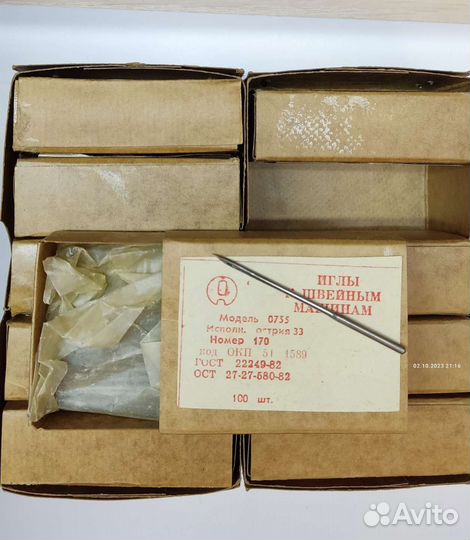 ИГЛЫ
К ШВЕЙНЫМ
МАШИНАМ
Модель 0755
Исполн. острия 33
Номер 170
код ОКП 51 1589
ГОСТ 22249-82
ОСТ 27-27-580-82
100 шт.
02.10.2023 21:16
Avito